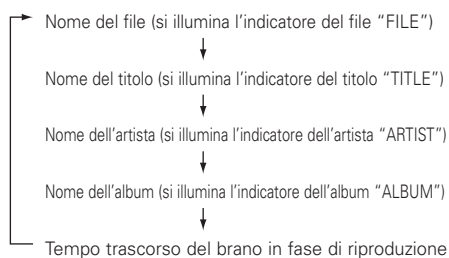 Nome del file (si illumina l'indicatore del file "FILE")
Nome del titolo (si illumina l'indicatore del titolo "TITLE")
Nome dell'artista (si illumina l'indicatore dell'artista "ARTIST")
Nome dell'album (si illumina l'indicatore dell'album "ALBUM")
Tempo trascorso del brano in fase di riproduzione